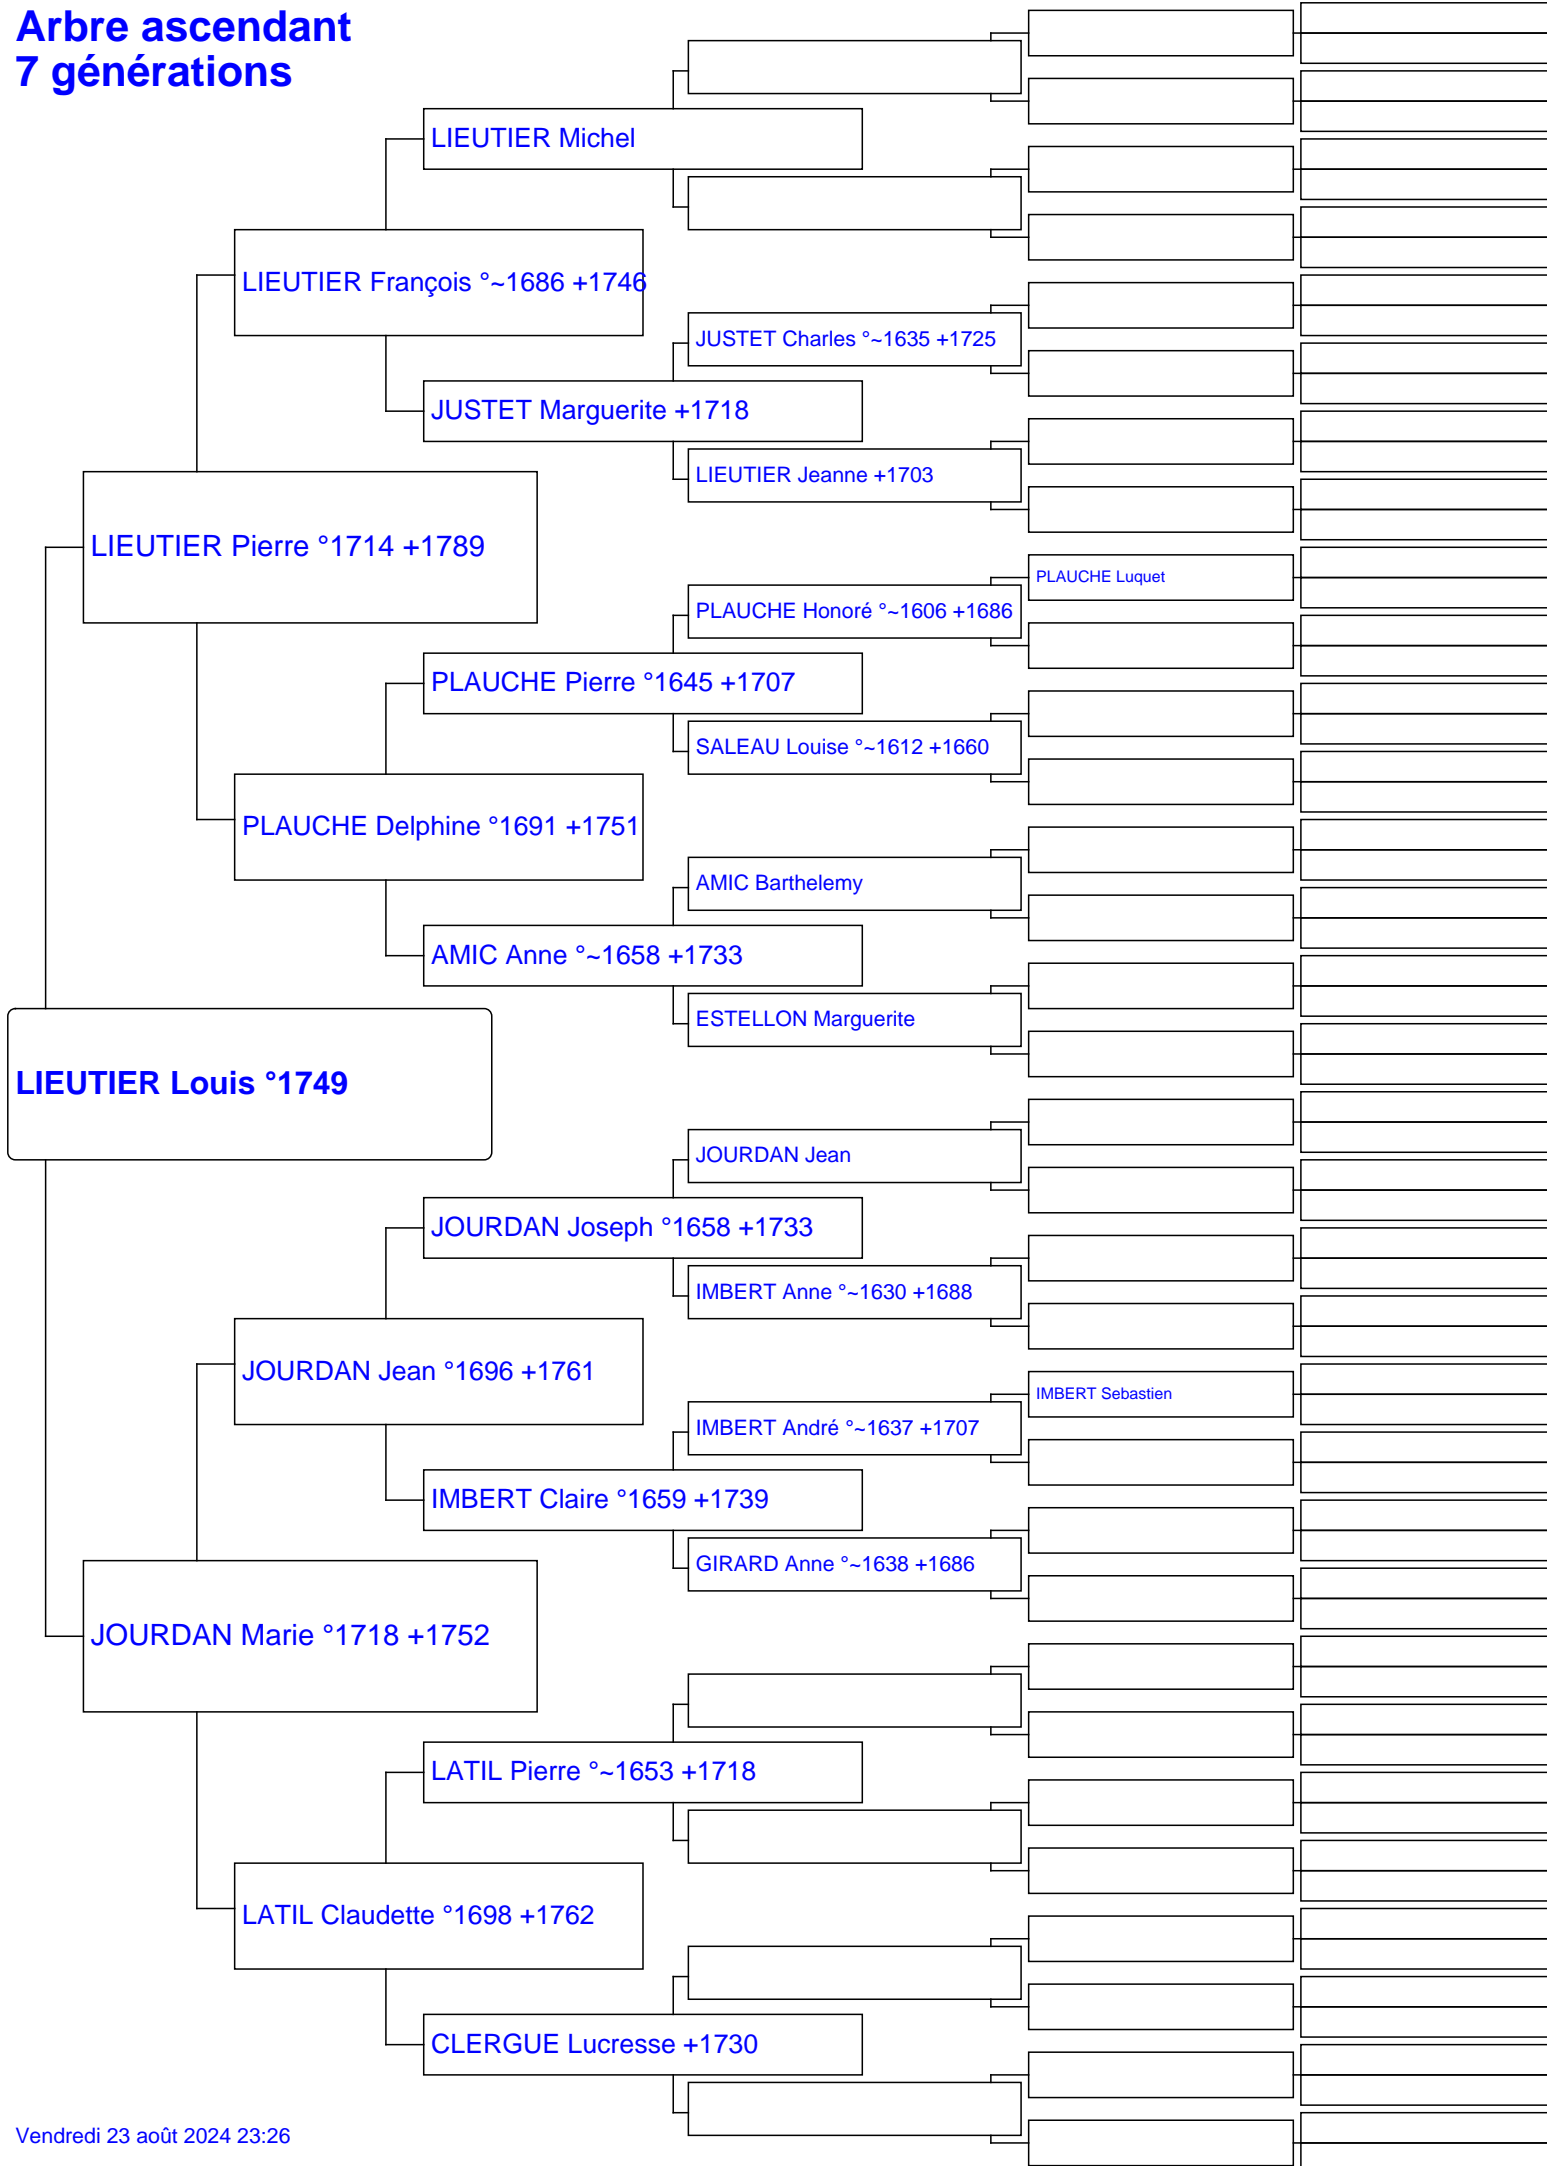 Arbre ascendant
7 générations
LIEUTIER Michel
LIEUTIER François °~1686 +1746
JUSTET Charles °~1635 +1725
JUSTET Marguerite +1718
LIEUTIER Jeanne +1703
LIEUTIER Pierre °1714 +1789
PLAUCHE Luquet
PLAUCHE Honoré °~1606 +1686
PLAUCHE Pierre °1645 +1707
SALEAU Louise °~1612 +1660
PLAUCHE Delphine °1691 +1751
AMIC Barthelemy
AMIC Anne °~1658 +1733
ESTELLON Marguerite
LIEUTIER Louis °1749
JOURDAN Jean
JOURDAN Joseph °1658 +1733
IMBERT Anne °~1630 +1688
JOURDAN Jean °1696 +1761
IMBERT Sebastien
IMBERT André °~1637 +1707
IMBERT Claire °1659 +1739
GIRARD Anne °~1638 +1686
JOURDAN Marie °1718 +1752
LATIL Pierre °~1653 +1718
LATIL Claudette °1698 +1762
CLERGUE Lucresse +1730
Vendredi 23 août 2024 23:26